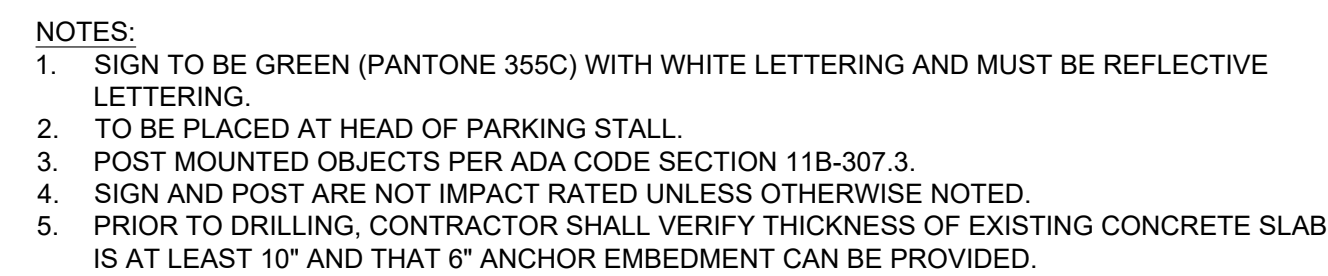 NOTES:
1. SIGN TO BE GREEN (PANTONE 355C) WITH WHITE LETTERING AND MUST BE REFLECTIVE
LETTERING.
2. TO BE PLACED AT HEAD OF PARKING STALL.
3. POST MOUNTED OBJECTS PER ADA CODE SECTION 11B-307.3.
4. SIGN AND POST ARE NOT IMPACT RATED UNLESS OTHERWISE NOTED.
5. PRIOR TO DRILLING, CONTRACTOR SHALL VERIFY THICKNESS OF EXISTING CONCRETE SLAB
IS AT LEAST 10" AND THAT 6" ANCHOR EMBEDMENT CAN BE PROVIDED.